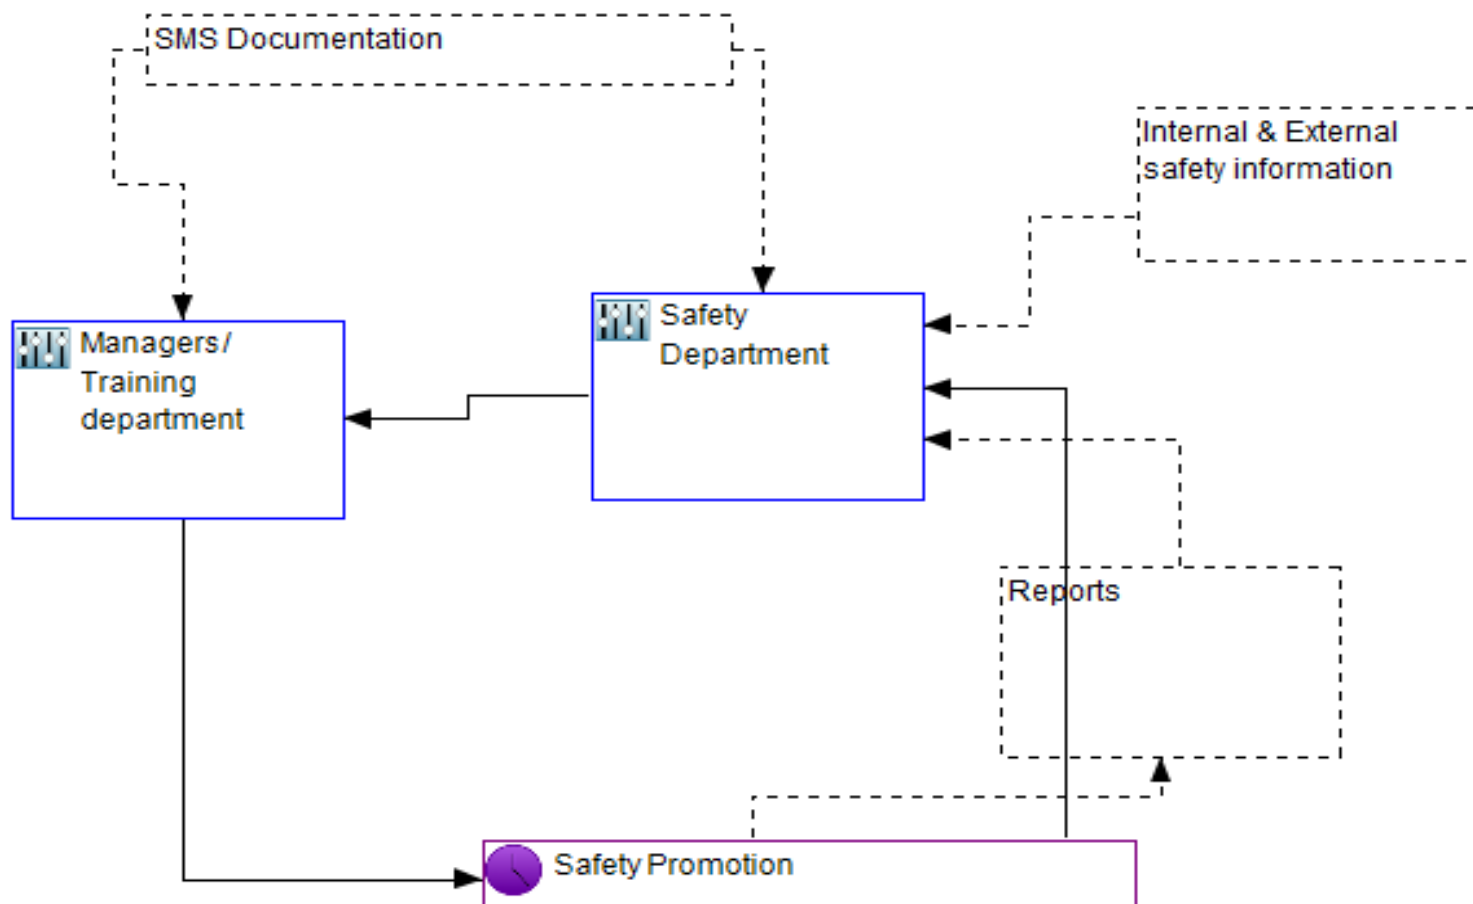 SMS Documentation
Internal & External
safety information
Safety
Department
Managers/
Training
department
Reports
Safety Promotion